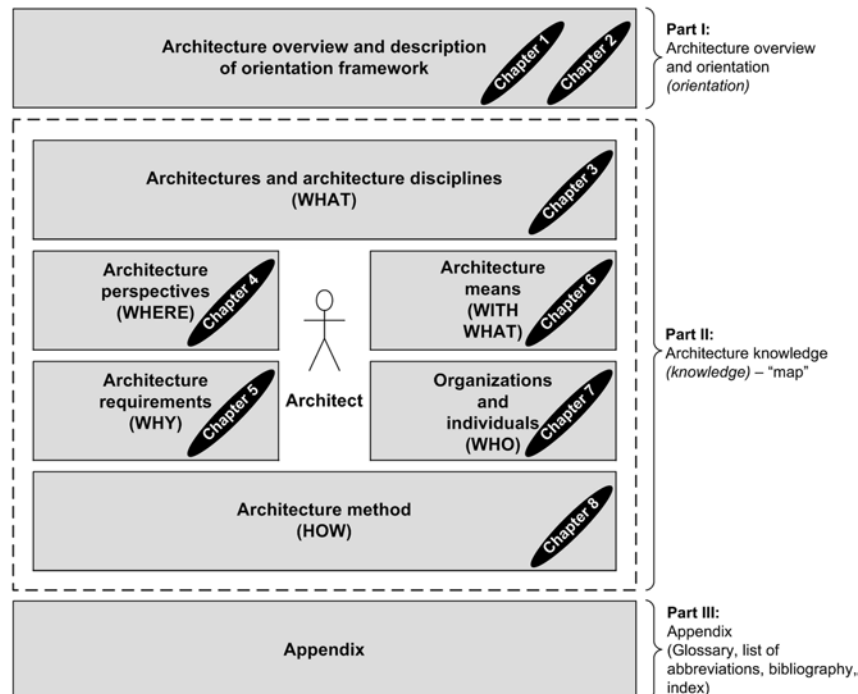 Architecture overview and description
of orientation framework
Chapter 1
Chapter 2
Part I:
Architecture overview
and orientation
(orientation)
Architectures and architecture disciplines
(WHAT)
Chapter 3
Architecture
perspectives
(WHERE)
Chapter 4
Architecture
means
(WITH
WHAT)
Chapter 6
Architecture
requirements
(WHY)
Chapter 5
Architect
Organizations
and
individuals
(WHO)
Chapter 7
Architecture method
(HOW)
Chapter 8
Part II:
Architecture knowledge
(knowledge) – “map”
Appendix
Part III:
Appendix
(Glossary, list of
abbreviations, bibliography,
index)